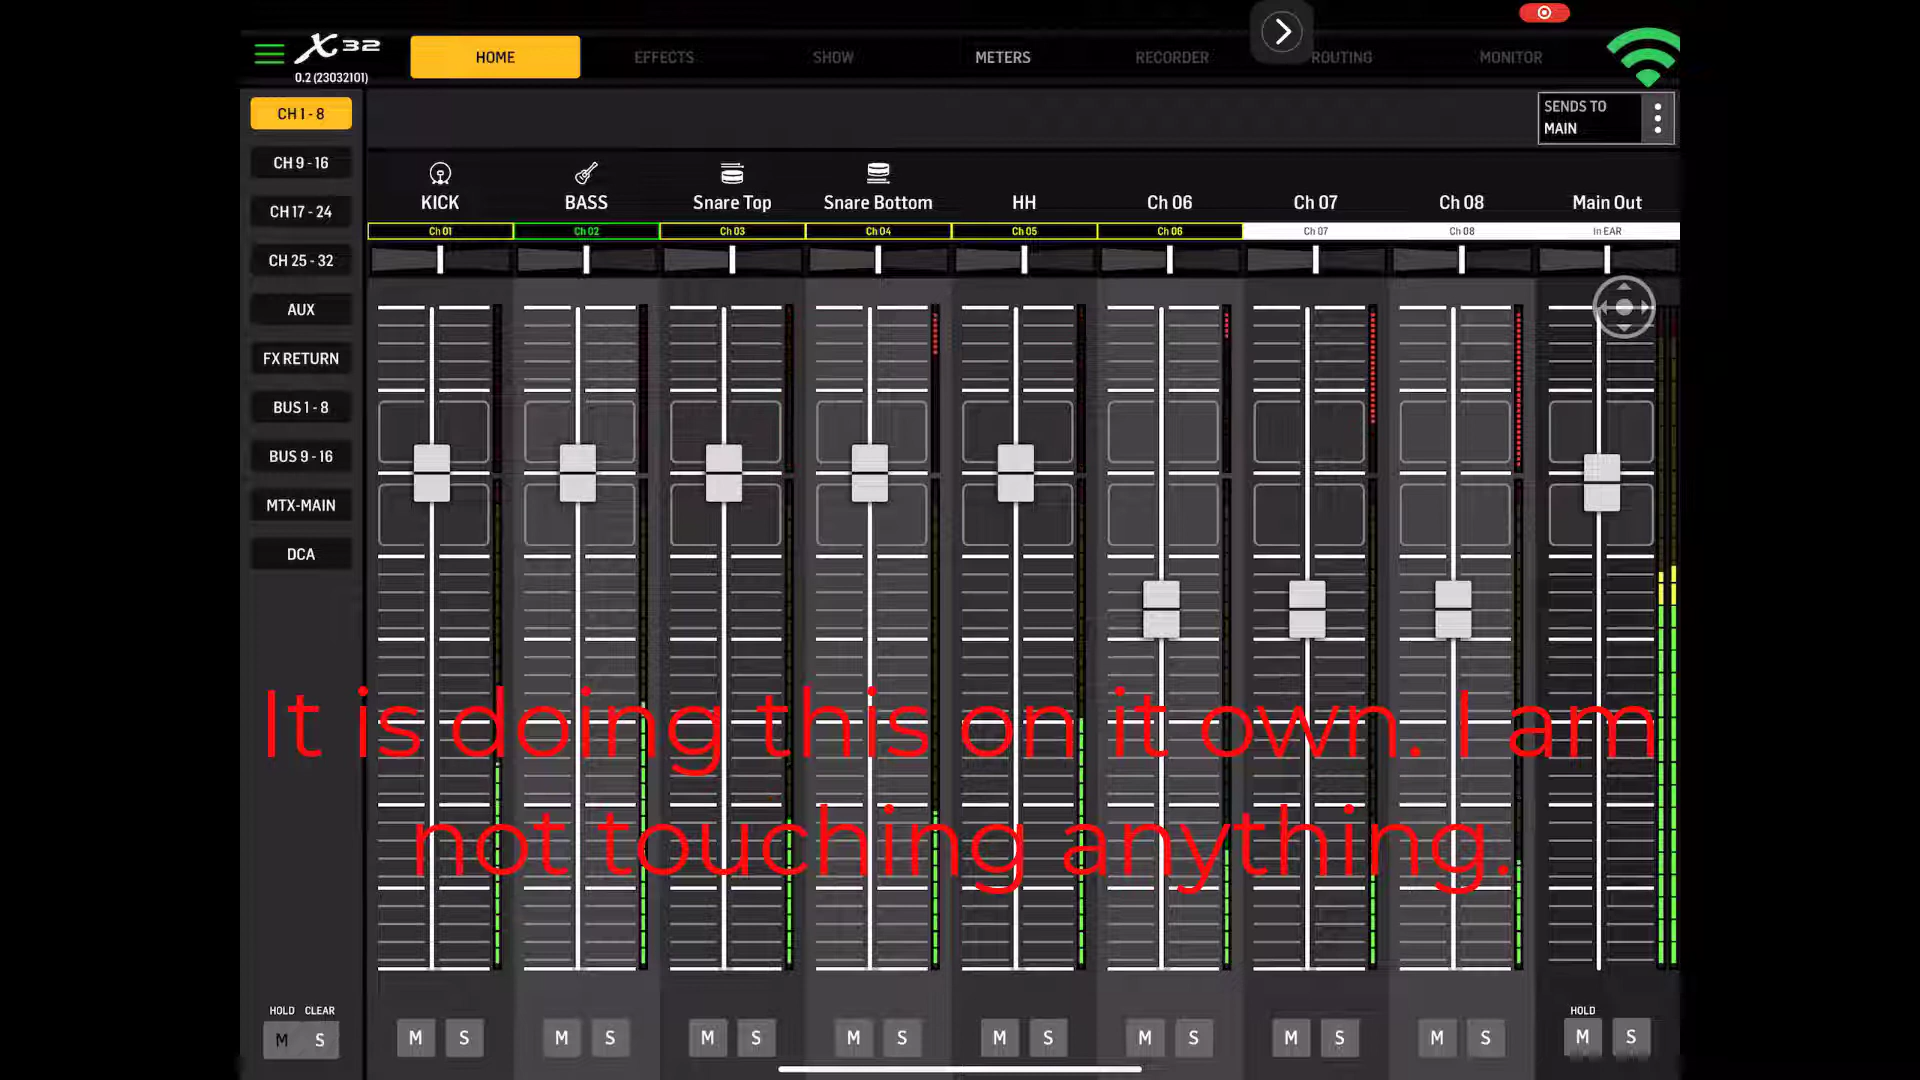 X32
0.2 (23032101)
HOME
EFFECTS
SHOW
METERS
RECORDER
ROUTING
MONITOR
SENDS TO
MAIN
CH 1 - 8
CH 9 - 16
CH 17 - 24
CH 25 - 32
AUX
FX RETURN
BUS 1 - 8
BUS 9 - 16
MTX-MAIN
DCA
KICK BASS Snare Top Snare Bottom HH Ch 06 Ch 07 Ch 08 Main Out
Ch 01 Ch 02 Ch 03 Ch 04 Ch 05 Ch 06 Ch 07 Ch 08 In EAR
It is doing this on it own. I am
not touching anything.
HOLD CLEAR HOLD
M S M S M S M S M S M S M S M S M S M S